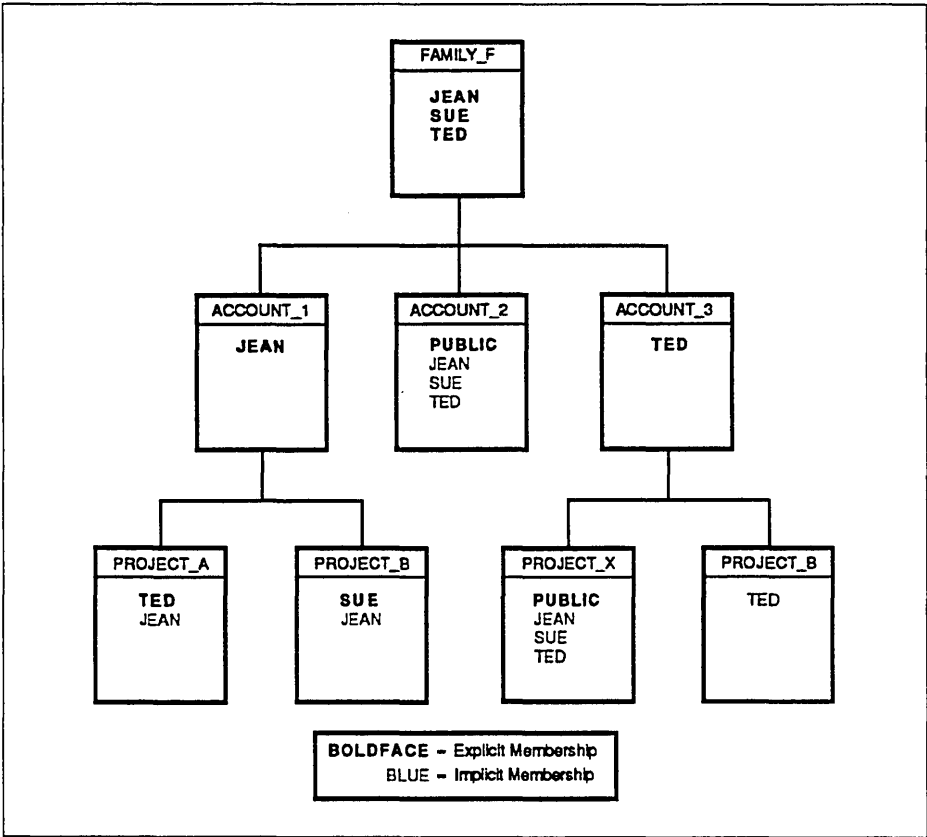 FAMILY_F
JEAN
SUE
TED
ACCOUNT_1
JEAN
ACCOUNT_2
PUBLIC
JEAN
SUE
TED
ACCOUNT_3
TED
PROJECT_A
TED
JEAN
PROJECT_B
SUE
JEAN
PROJECT_X
PUBLIC
JEAN
SUE
TED
PROJECT_B
TED
BOLDFACE – Explicit Membership
BLUE – Implicit Membership